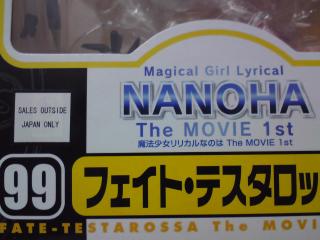 Magical Girl Lyrical
NANOHA
The MOVIE 1st
魔法少女リリカルなのは The MOVIE 1st
SALES OUTSIDE
JAPAN ONLY
99
フェイト・テスタロッ
FATE-TESTAROSSA The MOVI